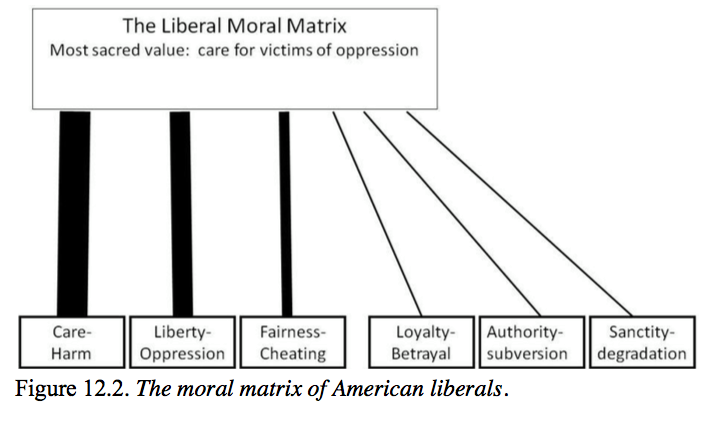 The Liberal Moral Matrix
Most sacred value: care for victims of oppression
Care-
Harm
Liberty-
Oppression
Fairness-
Cheating
Loyalty-
Betrayal
Authority-
subversion
Sanctity-
degradation
Figure 12.2. The moral matrix of American liberals.